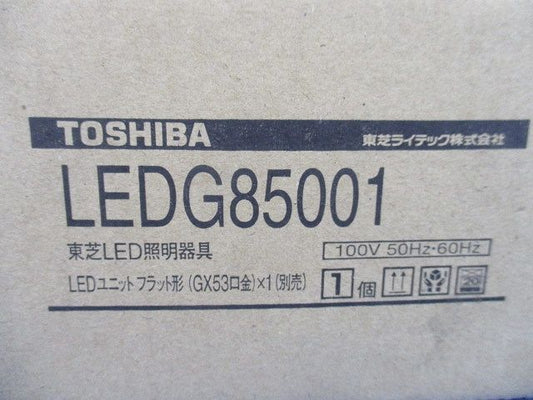 TOSHIBA 東芝ライテック株式会社
LEDG85001
東芝LED照明器具 100V 50Hz・60Hz
LEDユニット フラット形 (GX53口金)×1(別売) 1個 20